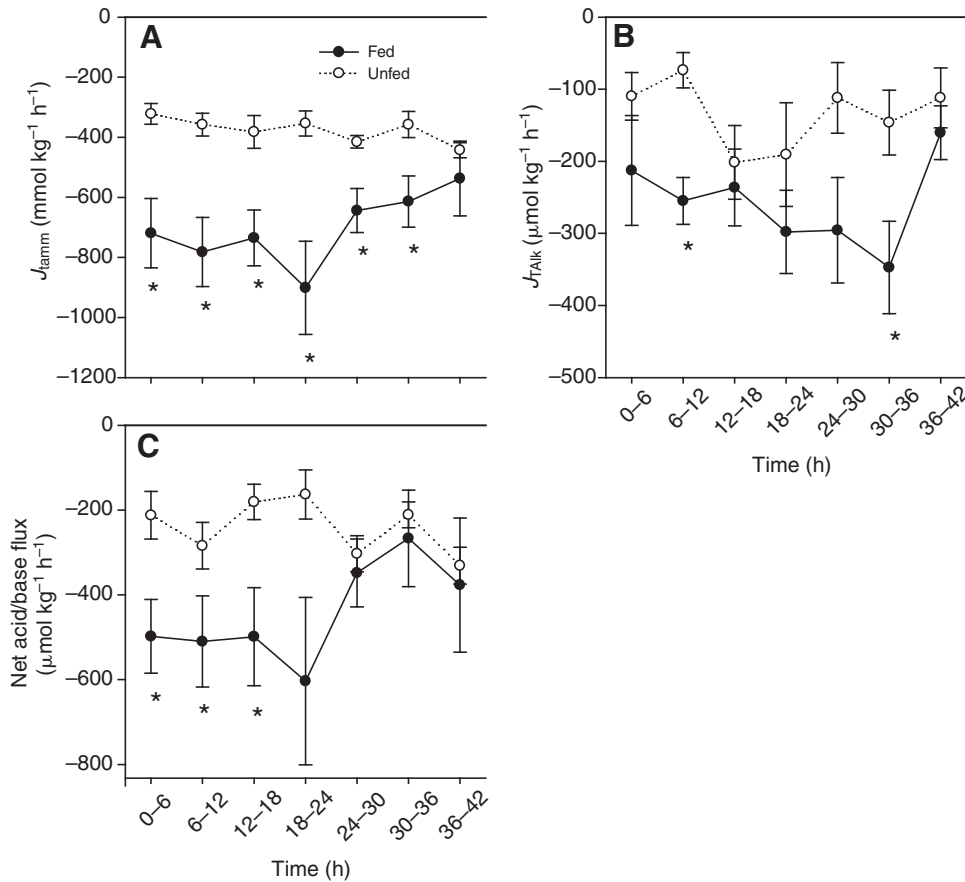 A
Fed
Unfed
0
–200
–400
–600
–800
–1000
–1200
Jtamm (mmol kg–1 h–1)
* * * * * *
B
0
–100
–200
–300
–400
–500
JTAlk (μmol kg–1 h–1)
* *
0–6 6–12 12–18 18–24 24–30 30–36 36–42
Time (h)
C
0
–200
–400
–600
–800
Net acid/base flux
(μmol kg–1 h–1)
* * *
0–6 6–12 12–18 18–24 24–30 30–36 36–42
Time (h)